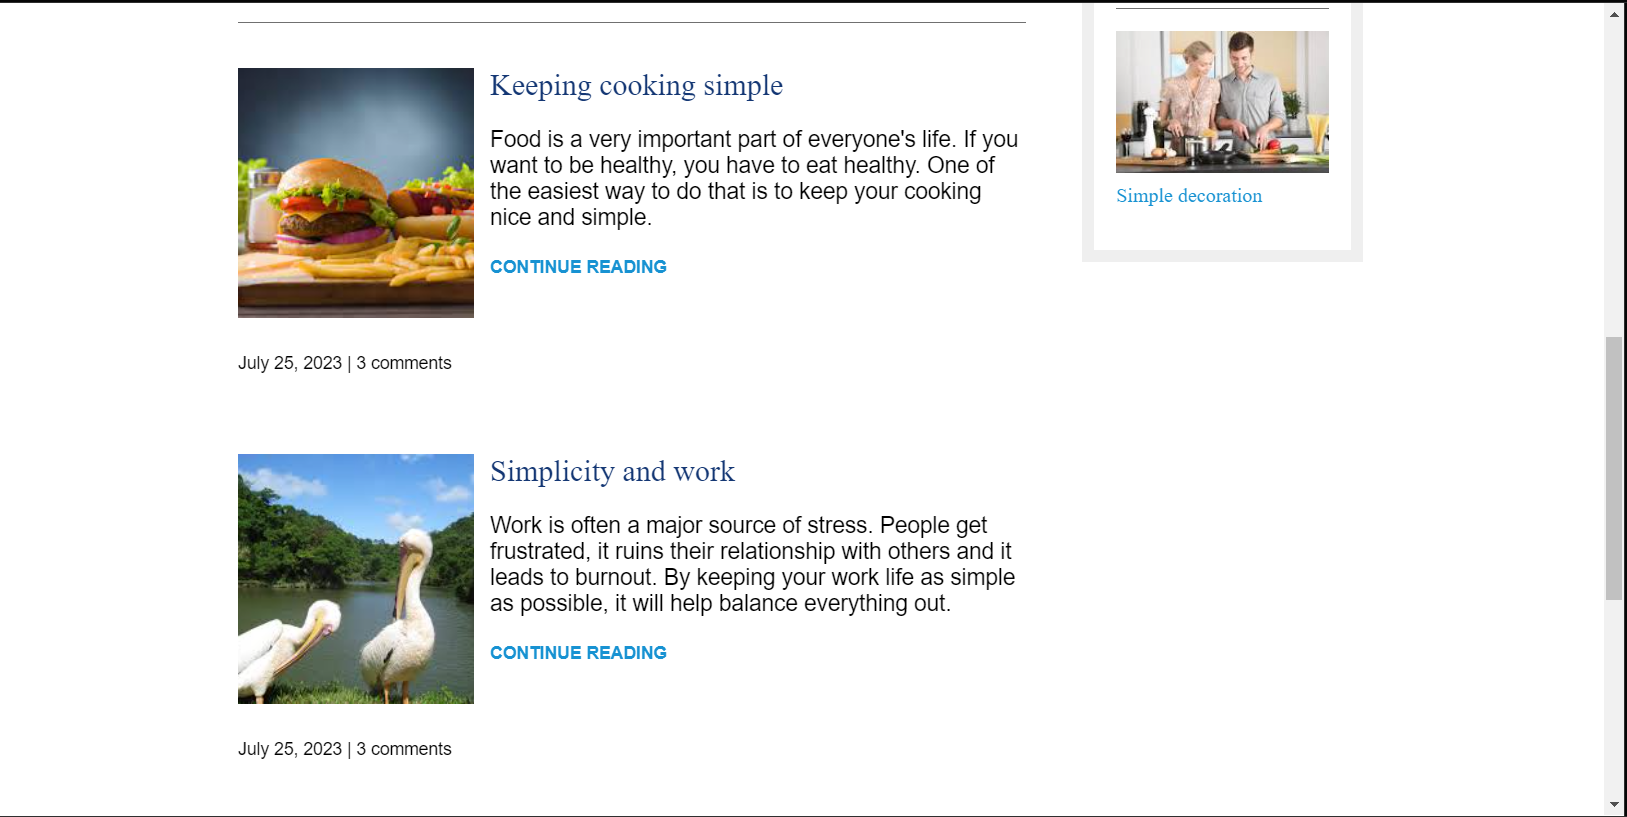 Keeping cooking simple
Food is a very important part of everyone's life. If you
want to be healthy, you have to eat healthy. One of
the easiest way to do that is to keep your cooking
nice and simple.
CONTINUE READING
July 25, 2023 | 3 comments
Simplicity and work
Work is often a major source of stress. People get
frustrated, it ruins their relationship with others and it
leads to burnout. By keeping your work life as simple
as possible, it will help balance everything out.
CONTINUE READING
July 25, 2023 | 3 comments
Simple decoration